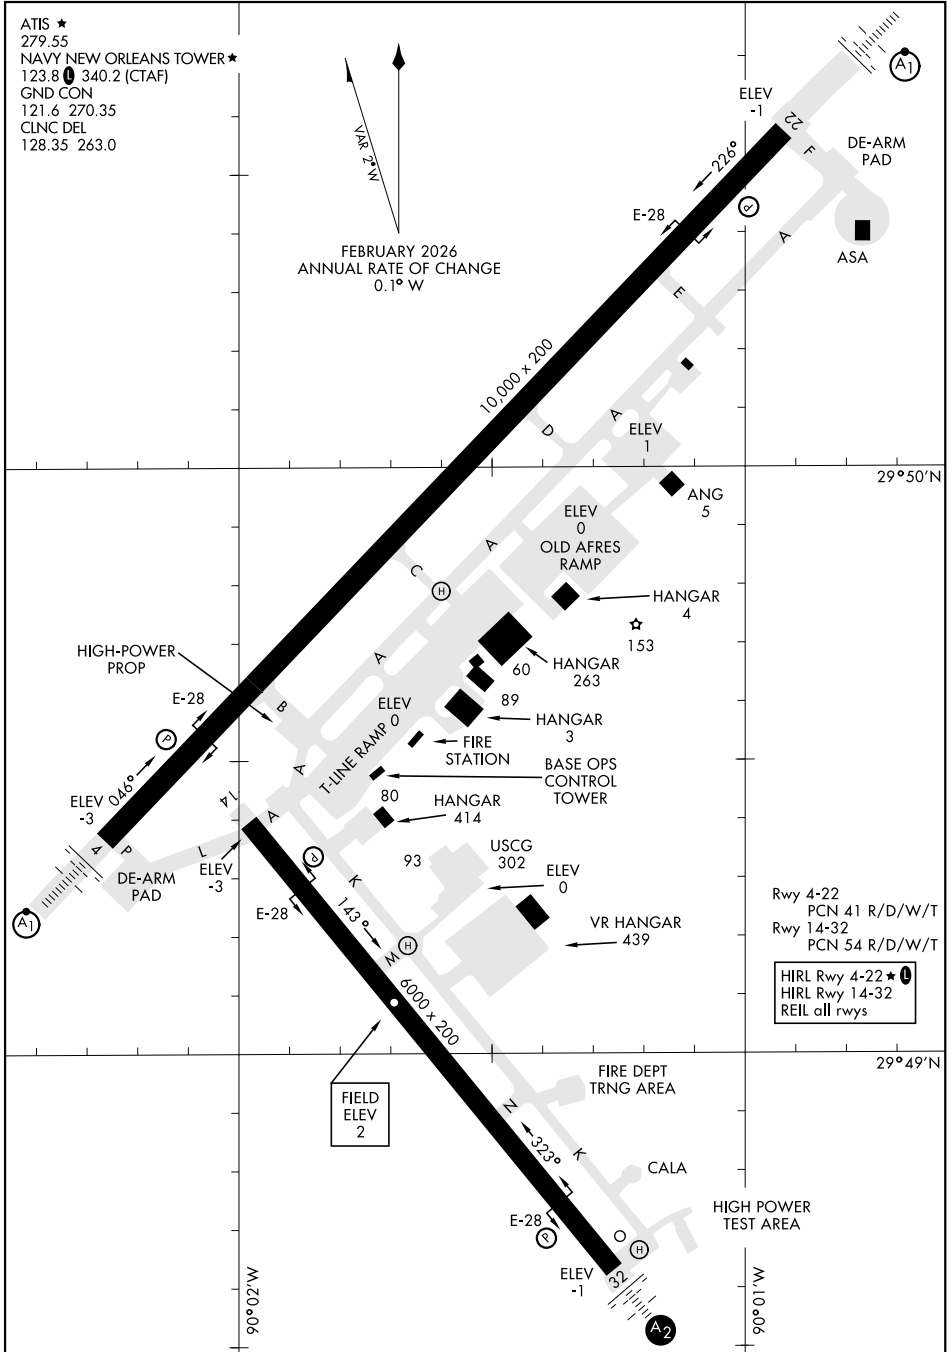 ATIS ★
279.55
NAVY NEW ORLEANS TOWER ★
123.8 L 340.2 (CTAF)
GND CON
121.6 270.35
CLNC DEL
128.35 263.0
VAR 2° W
FEBRUARY 2026
ANNUAL RATE OF CHANGE
0.1° W
A1
ELEV
-1
22
F
DE-ARM
PAD
226°
P
E-28
A
ASA
E
10,000 x 200
A
D
ELEV
1
29°50'N
ANG
5
ELEV
0
OLD AFRES
RAMP
A
C
H
HANGAR
4
153
HIGH-POWER
PROP
A
60
HANGAR
263
E-28
B
ELEV
0
89
HANGAR
3
P
T-LINE RAMP
FIRE
STATION
A
BASE OPS
CONTROL
TOWER
046°
ELEV
-3
14
80
HANGAR
414
A
4
P
L
ELEV
-3
P
93
USCG
302
ELEV
0
DE-ARM
PAD
K
E-28
143°
A1
VR HANGAR
439
M
H
Rwy 4-22
PCN 41 R/D/W/T
Rwy 14-32
PCN 54 R/D/W/T
HIRL Rwy 4-22 ★ L
HIRL Rwy 14-32
REIL all rwys
6000 x 200
29°49'N
FIELD
ELEV
2
FIRE DEPT
TRNG AREA
N
323°
K
CALA
HIGH POWER
TEST AREA
E-28
P
O
H
ELEV
-1
32
90°02'W
90°01'W
A2